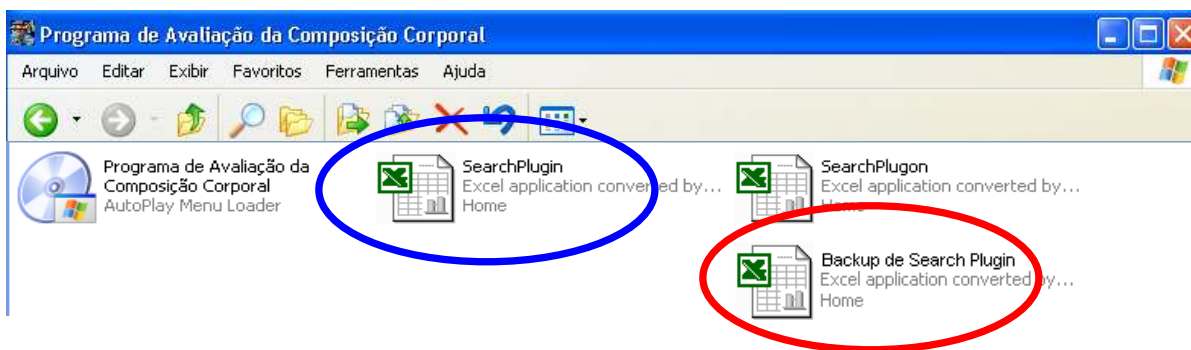 Programa de Avaliação da Composição Corporal
Arquivo Editar Exibir Favoritos Ferramentas Ajuda
Programa de Avaliação da
Composição Corporal
AutoPlay Menu Loader
SearchPlugin
Excel application converted by...
Home
SearchPlugon
Excel application converted by...
Home
Backup de Search Plugin
Excel application converted by...
Home